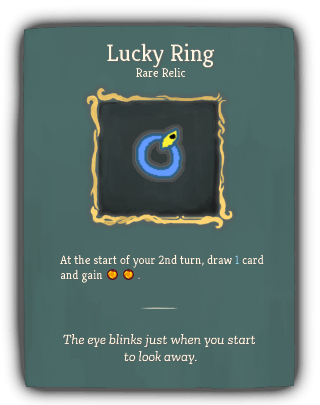 Lucky Ring
Rare Relic
At the start of your 2nd turn, draw 1 card
and gain .
The eye blinks just when you start
to look away.